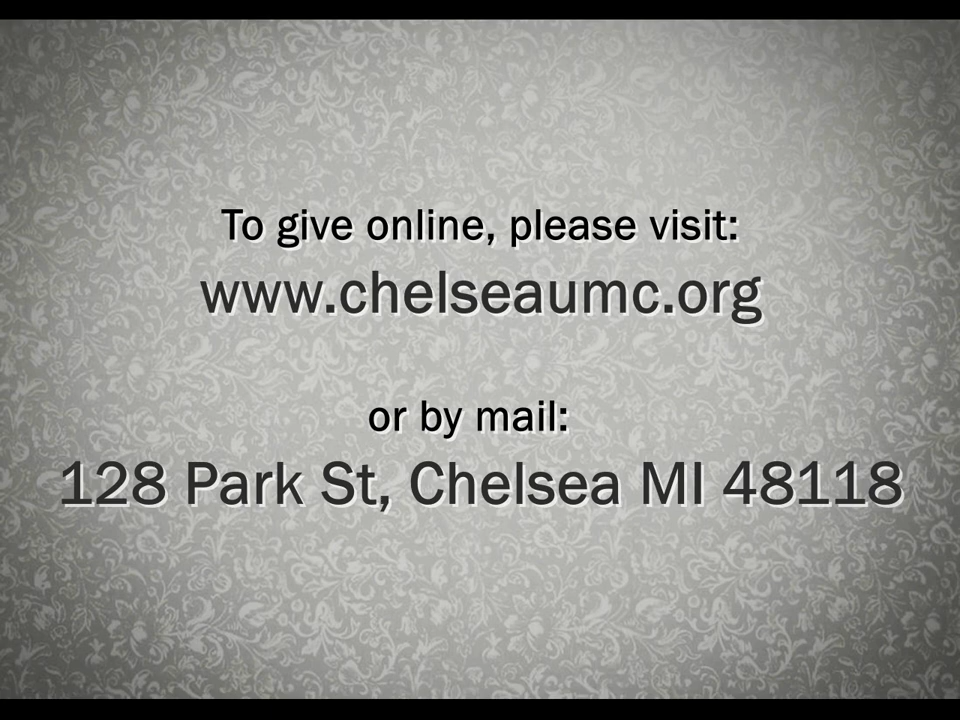 To give online, please visit:
www.chelseaumc.org
or by mail:
128 Park St, Chelsea MI 48118